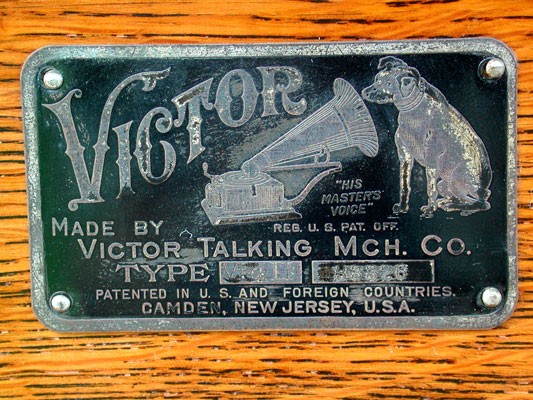 VICTOR
"HIS
MASTER'S
VOICE"
REG. U. S. PAT. OFF.
MADE BY
VICTOR TALKING MCH. CO.
TYPE
PATENTED IN U. S. AND FOREIGN COUNTRIES.
CAMDEN, NEW JERSEY, U.S.A.